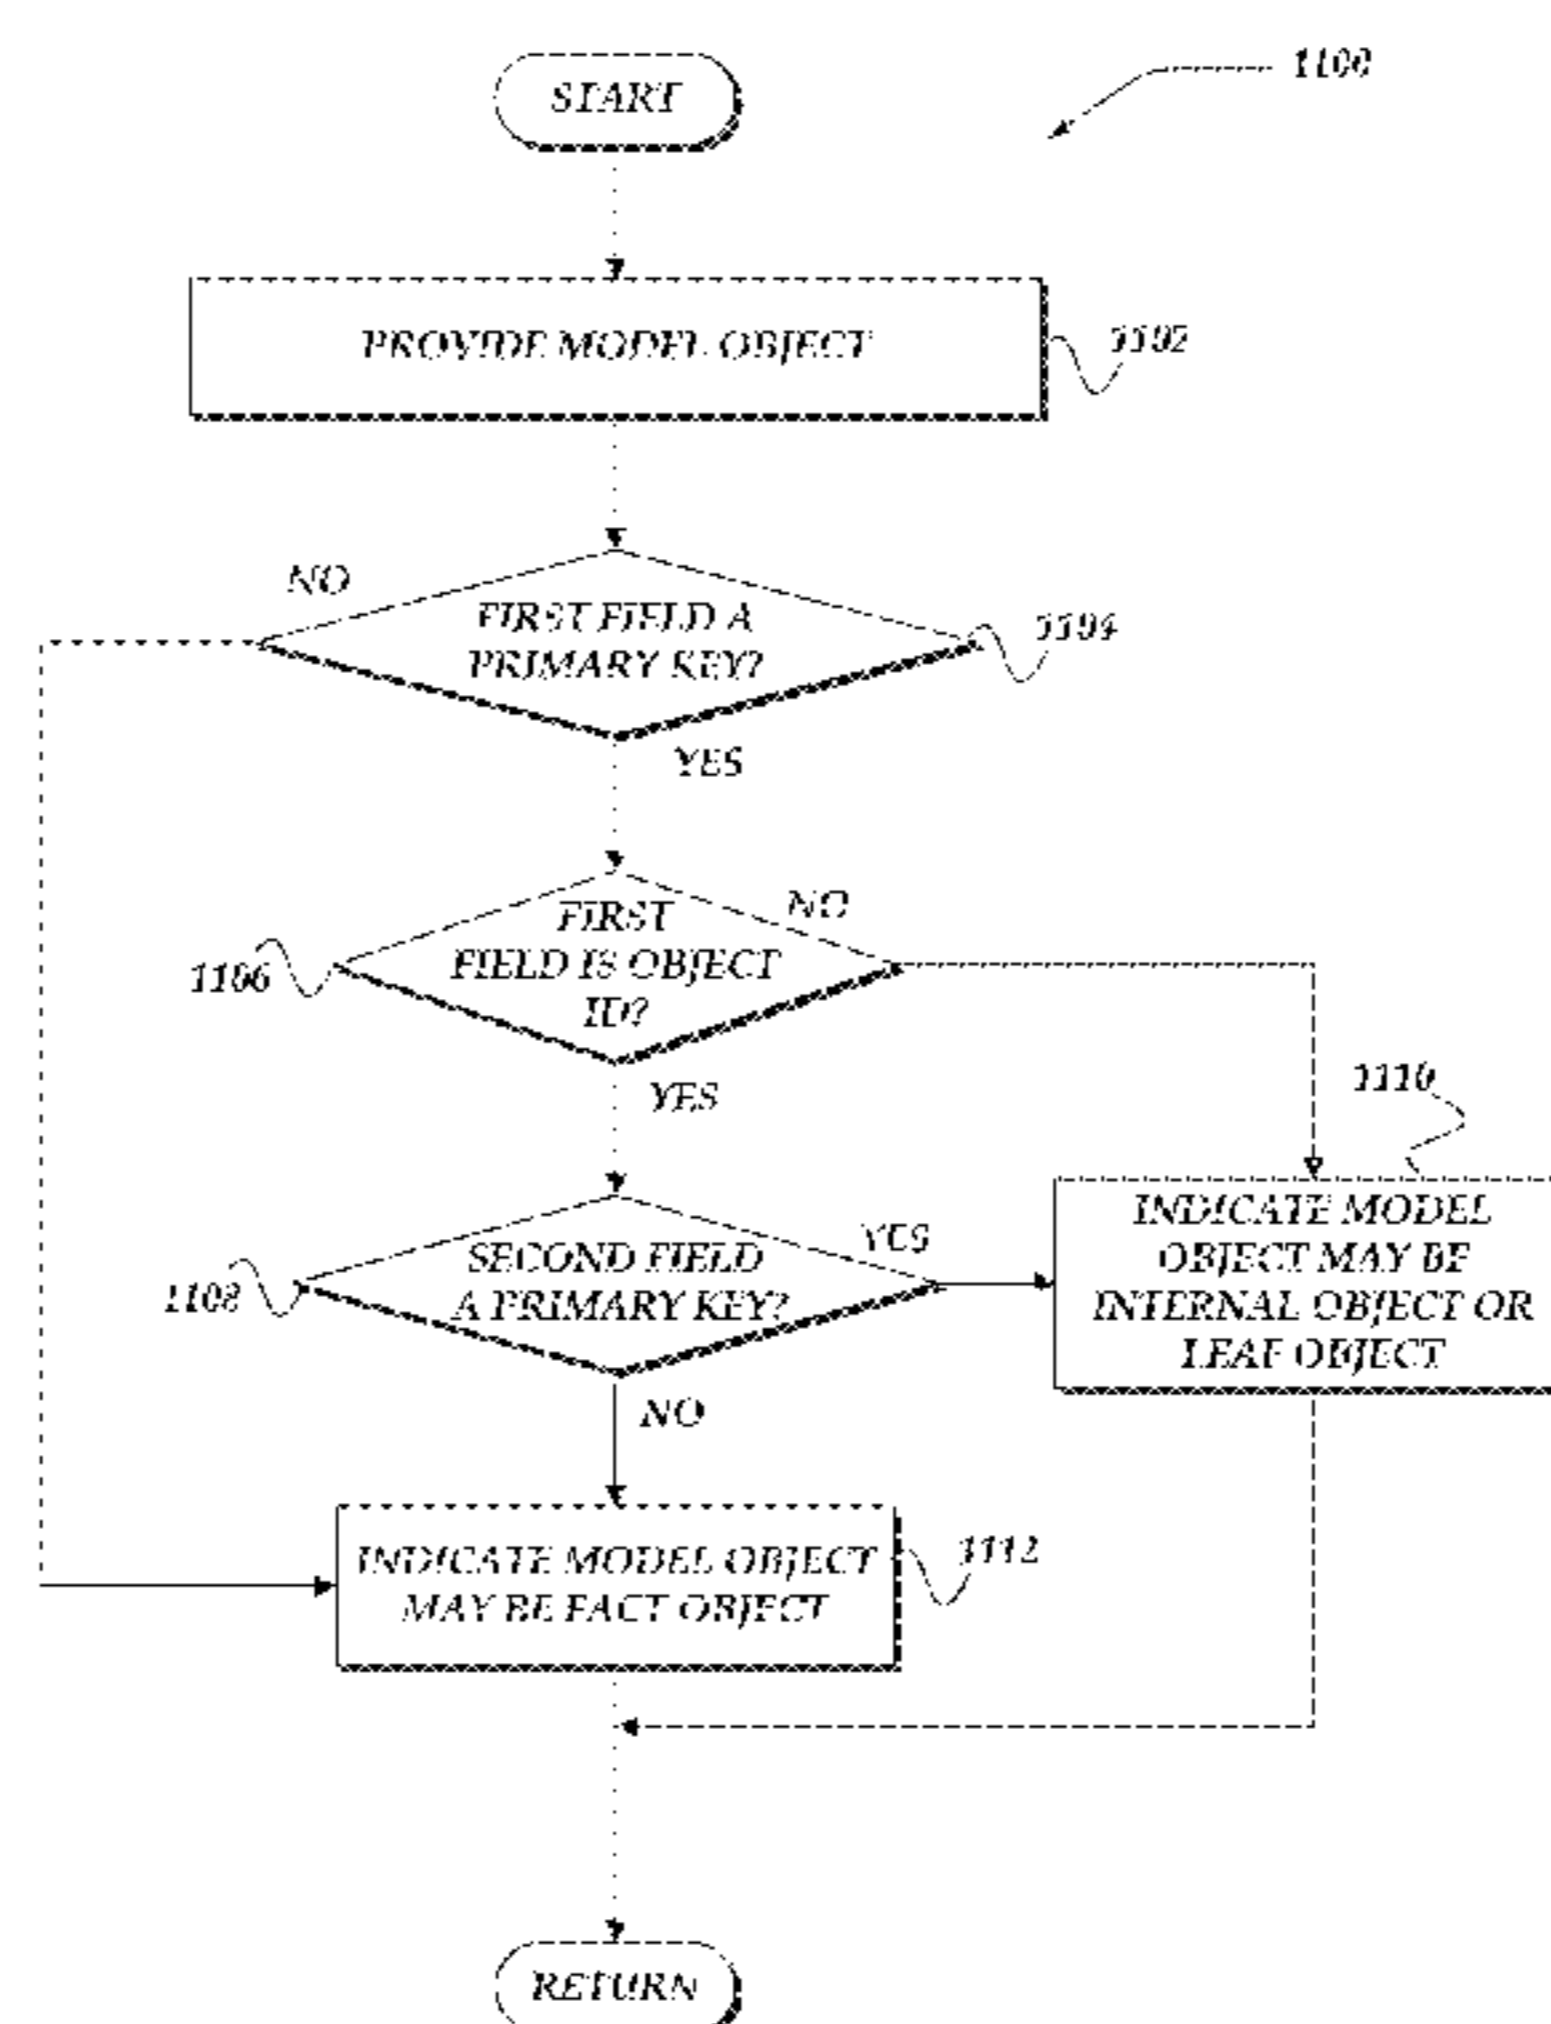 START
1100
PROVIDE MODEL OBJECT
1102
NO
FIRST FIELD A
PRIMARY KEY?
1104
YES
FIRST
FIELD IS OBJECT
ID?
NO
1106
YES
1110
SECOND FIELD
A PRIMARY KEY?
YES
1108
INDICATE MODEL
OBJECT MAY BE
INTERNAL OBJECT OR
LEAF OBJECT
NO
INDICATE MODEL OBJECT
MAY BE FACT OBJECT
1112
RETURN